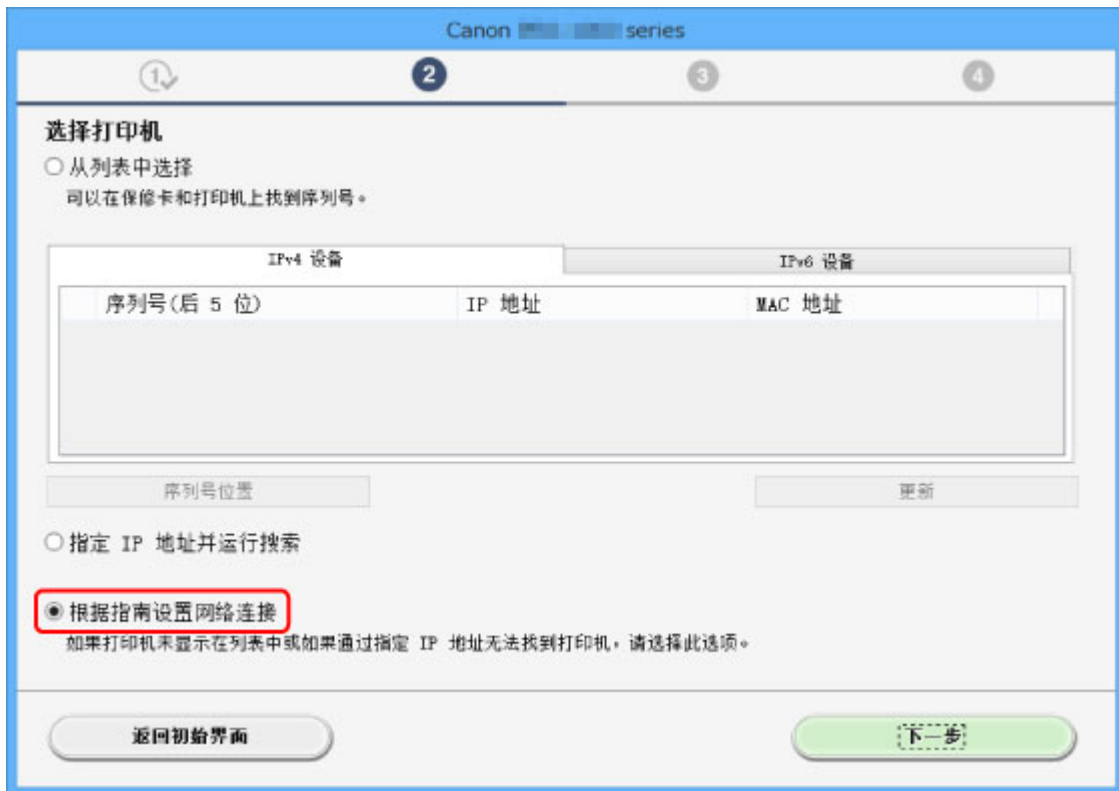 Canon series
1 2 3 4
选择打印机
从列表中选择
可以在保修卡和打印机上找到序列号。
IPv4 设备 IPv6 设备
序列号(后 5 位) IP 地址 MAC 地址
序列号位置 更新
指定 IP 地址并运行搜索
根据指南设置网络连接
如果打印机未显示在列表中或如果通过指定 IP 地址无法找到打印机，请选择此选项。
返回初始界面 下一步